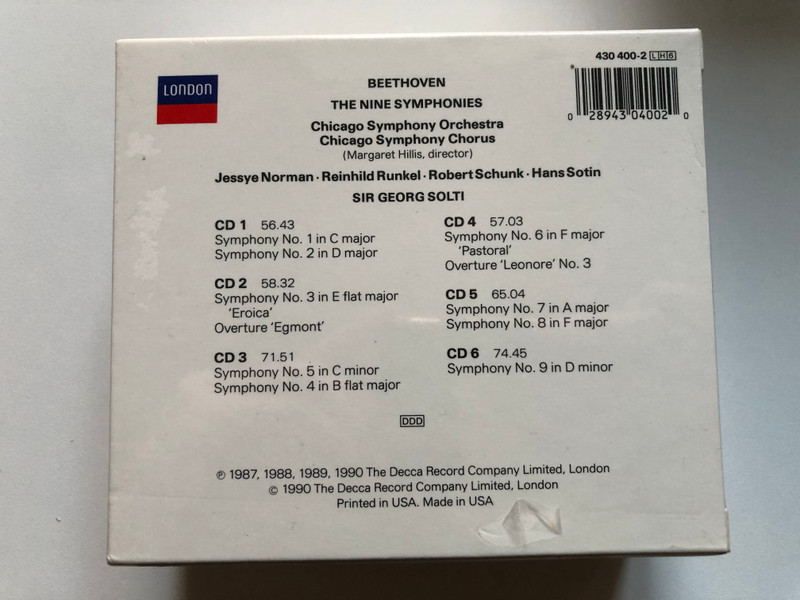 430 400-2 LH6
LONDON
BEETHOVEN
THE NINE SYMPHONIES
Chicago Symphony Orchestra
Chicago Symphony Chorus
(Margaret Hillis, director)
Jessye Norman · Reinhild Runkel · Robert Schunk · Hans Sotin
SIR GEORG SOLTI
0 28943 04002 0
CD 1 56.43
Symphony No. 1 in C major
Symphony No. 2 in D major
CD 2 58.32
Symphony No. 3 in E flat major
‘Eroica’
Overture ‘Egmont’
CD 3 71.51
Symphony No. 5 in C minor
Symphony No. 4 in B flat major
CD 4 57.03
Symphony No. 6 in F major
‘Pastoral’
Overture ‘Leonore’ No. 3
CD 5 65.04
Symphony No. 7 in A major
Symphony No. 8 in F major
CD 6 74.45
Symphony No. 9 in D minor
DDD
℗ 1987, 1988, 1989, 1990 The Decca Record Company Limited, London
© 1990 The Decca Record Company Limited, London
Printed in USA. Made in USA